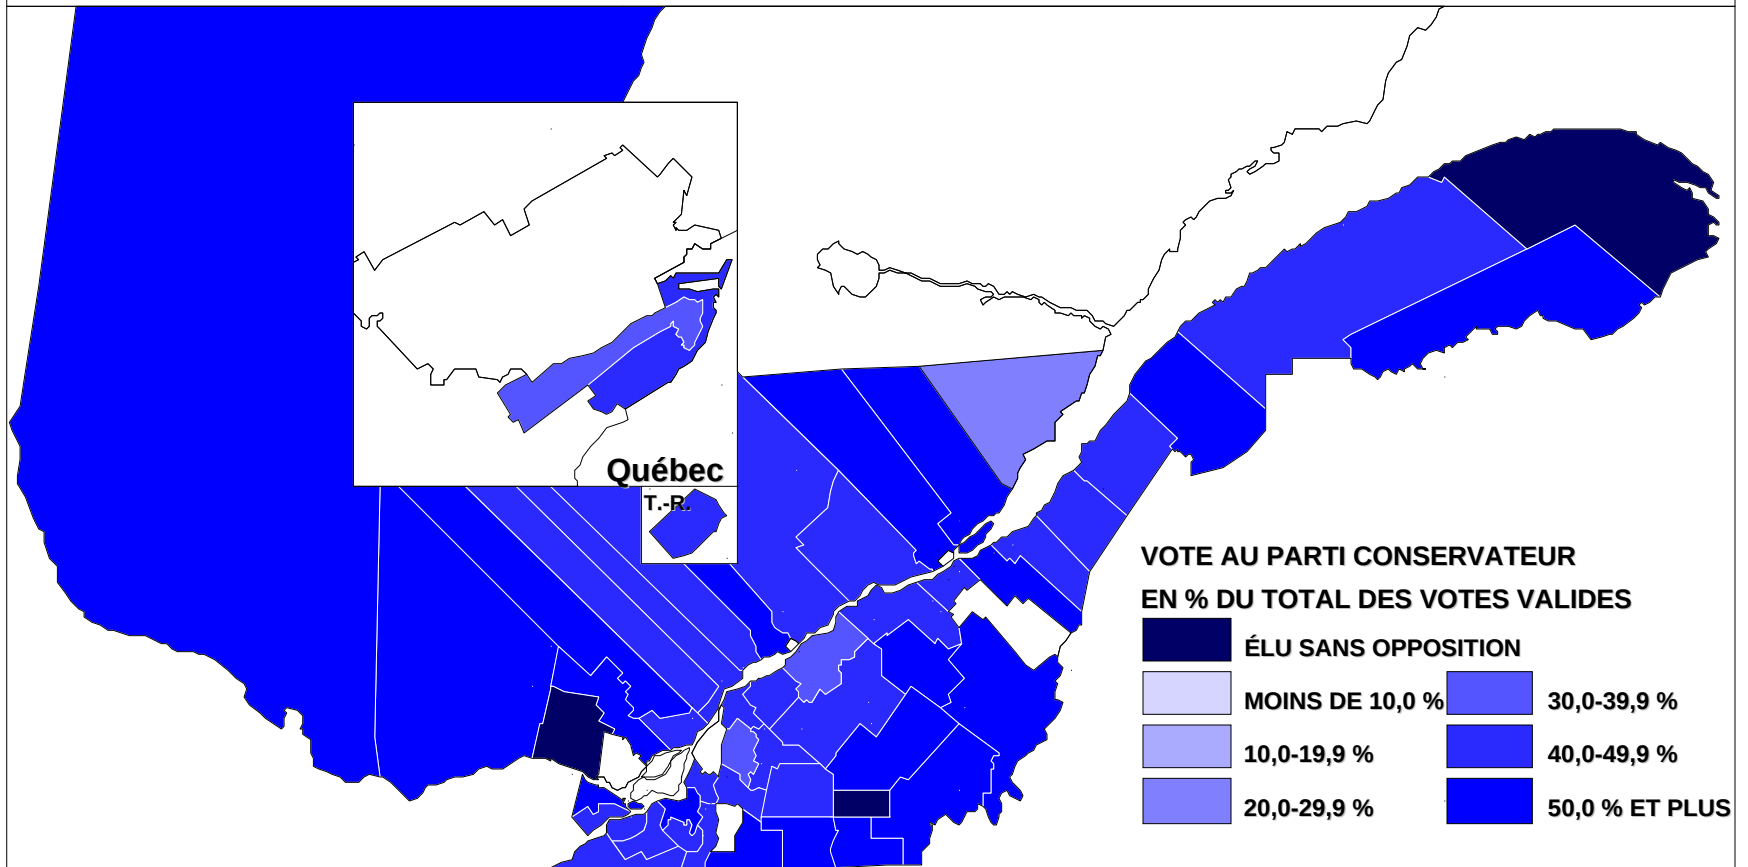 Québec
T.-R.
VOTE AU PARTI CONSERVATEUR
EN % DU TOTAL DES VOTES VALIDES
ÉLU SANS OPPOSITION
MOINS DE 10,0 %
30,0-39,9 %
10,0-19,9 %
40,0-49,9 %
20,0-29,9 %
50,0 % ET PLUS